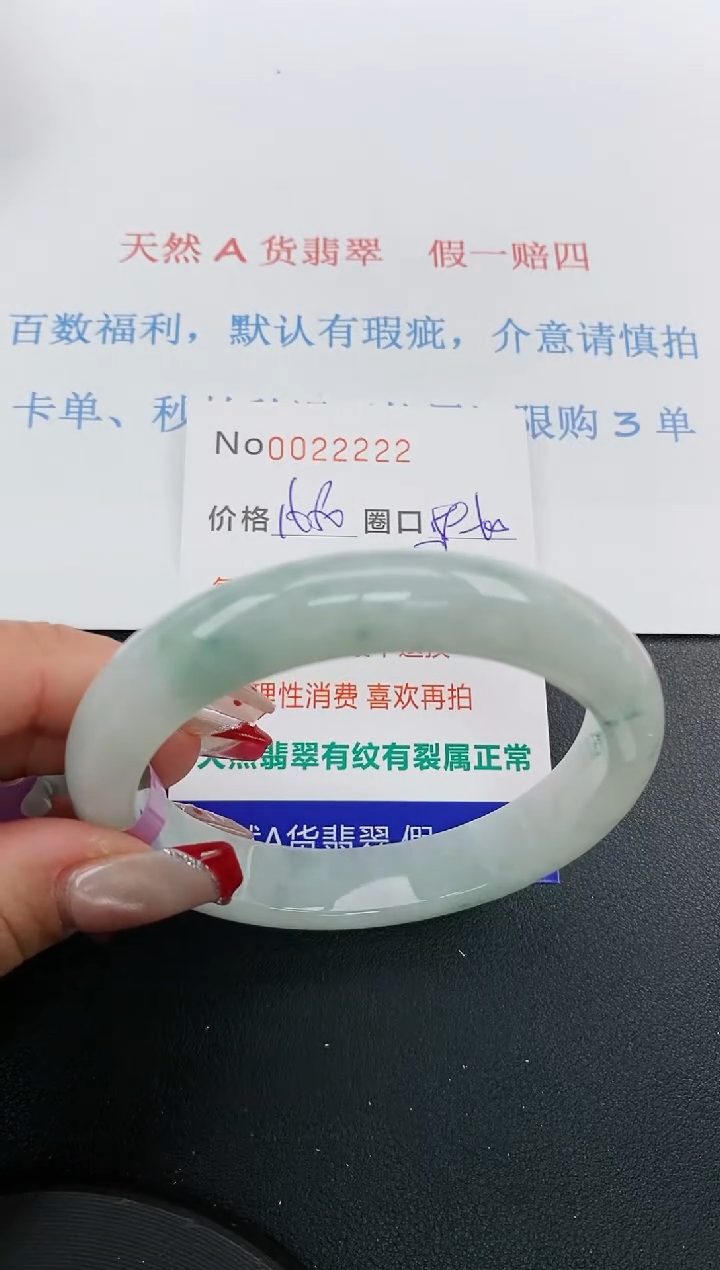 天然 A 货翡翠 假一赔四
百数福利，默认有瑕疵，介意请慎拍
卡单、秒 限购 3 单
No0022222
价格 圈口
理性消费 喜欢再拍
天然翡翠有纹有裂属正常
A货翡翠 假一